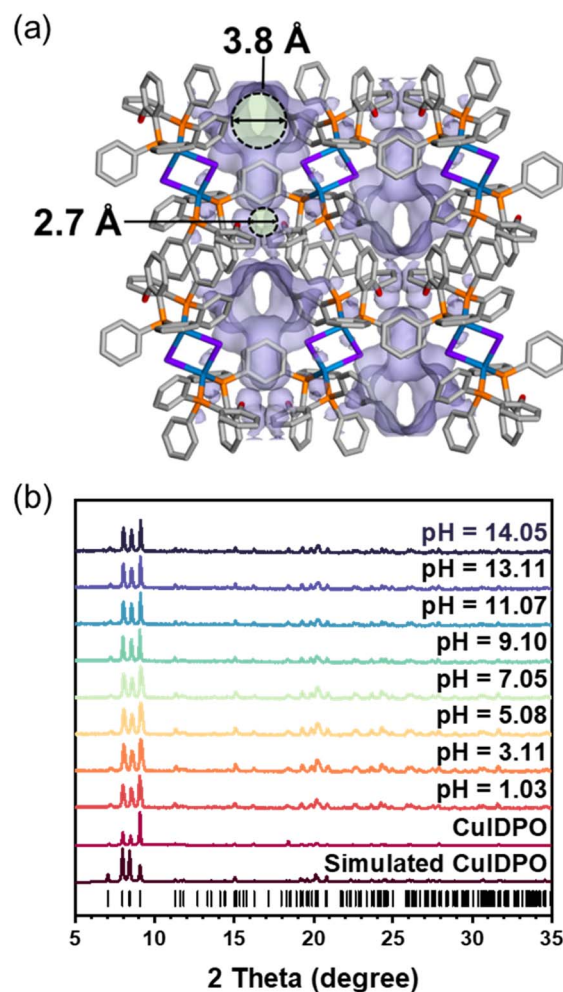 (a)
3.8 Å
2.7 Å
(b)
pH = 14.05
pH = 13.11
pH = 11.07
pH = 9.10
pH = 7.05
pH = 5.08
pH = 3.11
pH = 1.03
CuIDPO
Simulated CuIDPO
5 10 15 20 25 30 35
2 Theta (degree)